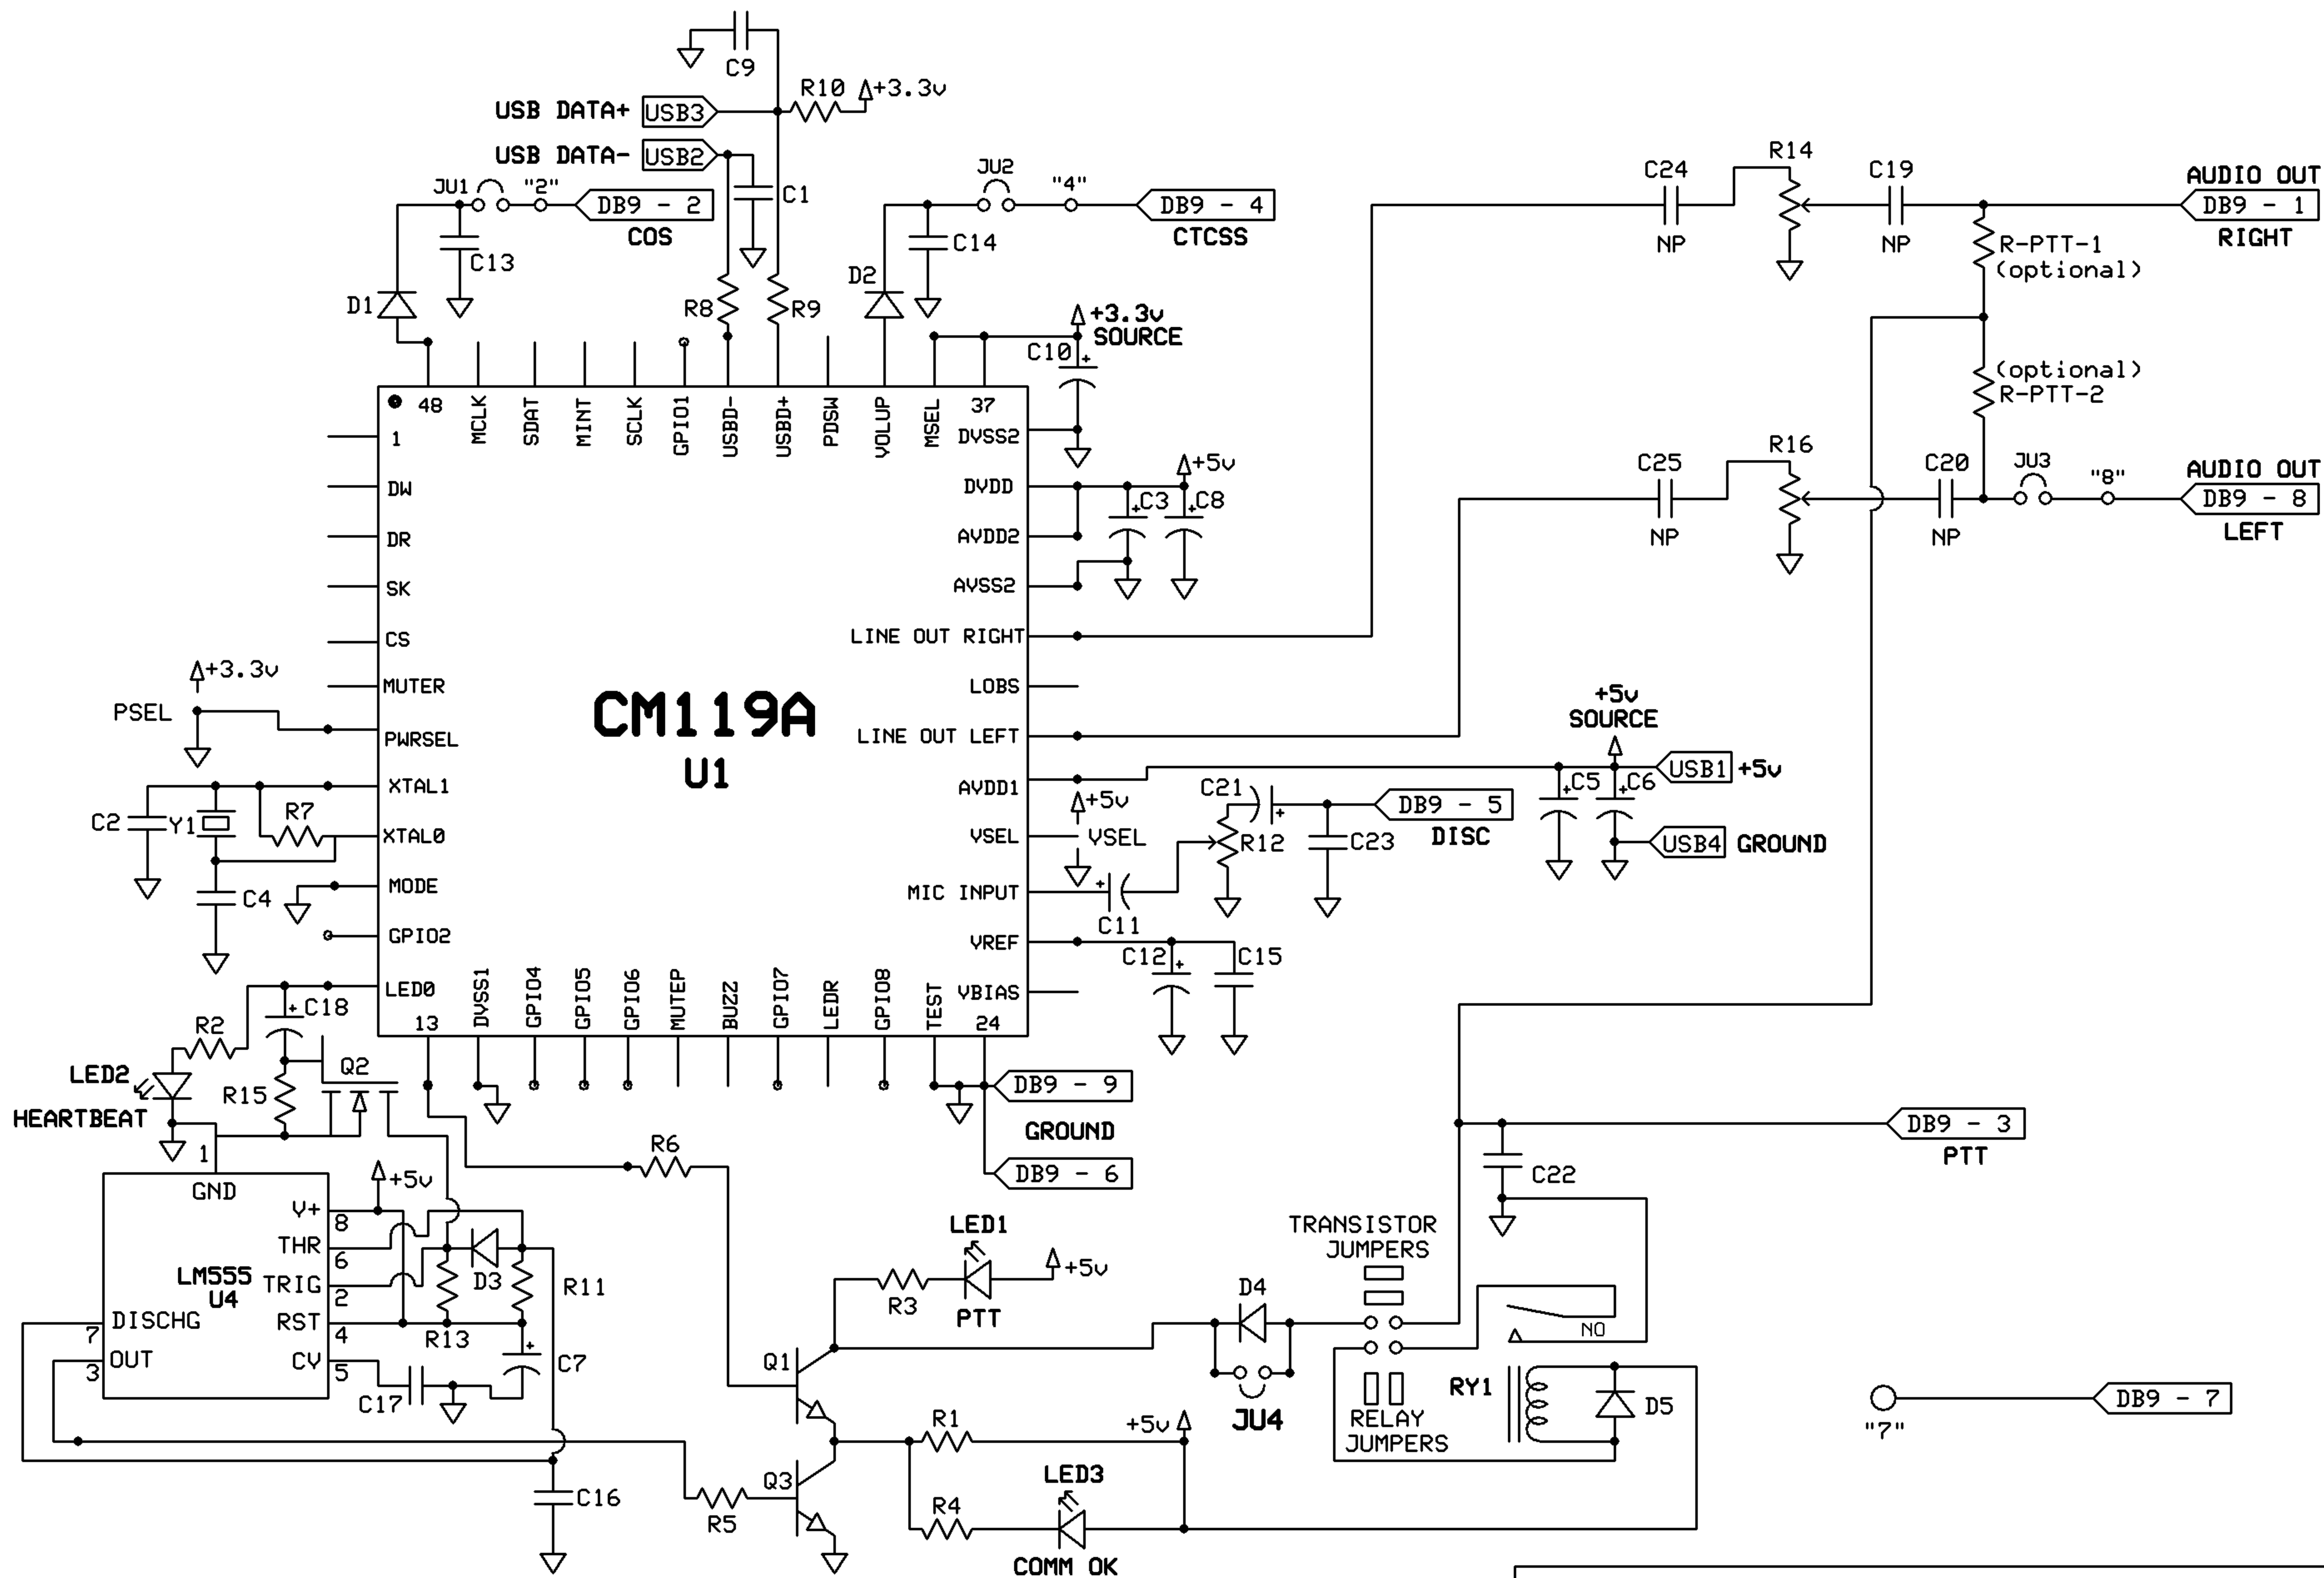 C9
R10
+3.3v
USB DATA+
USB3
USB DATA-
USB2
C1
JU1
"2"
DB9 - 2
COS
C13
D1
R8
R9
JU2
"4"
DB9 - 4
CTCSS
C14
D2
+3.3v
SOURCE
C10
+
C24
NP
R14
C19
NP
AUDIO OUT
DB9 - 1
RIGHT
R-PTT-1
(optional)
(optional)
R-PTT-2
C25
NP
R16
C20
NP
JU3
"8"
AUDIO OUT
DB9 - 8
LEFT
48
MCLK
SDAT
MINT
SCLK
GPIO1
USBD-
USBD+
PDSW
VOLUP
MSEL
37
1
DW
DR
SK
CS
MUTER
PWRSEL
XTAL1
XTAL0
MODE
GPIO2
LED0
13
DVSS1
GPIO4
GPIO5
GPIO6
MUTEP
BUZZ
GPIO7
LEDR
GPIO8
TEST
24
DVSS2
DVDD
AVDD2
AVSS2
LINE OUT RIGHT
LOBS
LINE OUT LEFT
AVDD1
VSEL
MIC INPUT
VREF
VBIAS
CM119A
U1
+5v
+
C3
+
C8
+3.3v
PSEL
C2
Y1
R7
C4
+5v
SOURCE
USB1
+5v
+
C5
+
C6
USB4
GROUND
+5v
VSEL
C21
+
R12
DB9 - 5
DISC
C23
+
C11
C12
+
C15
+
C18
R2
LED2
HEARTBEAT
R15
Q2
DB9 - 9
GROUND
DB9 - 6
R6
1
GND
V+
8
THR
6
TRIG
2
RST
4
CV
5
LM555
U4
DISCHG
7
OUT
3
+5v
D3
R11
R13
+
C7
C17
C16
LED1
R3
PTT
+5v
Q1
Q3
R5
R1
+5v
LED3
R4
COMM OK
D4
JU4
TRANSISTOR
JUMPERS
RELAY
JUMPERS
DB9 - 3
PTT
C22
NO
RY1
D5
"7"
DB9 - 7